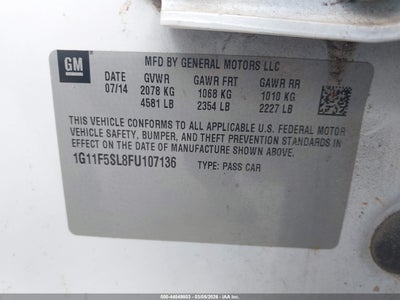 GM
MFD BY GENERAL MOTORS LLC
DATE GVWR GAWR FRT GAWR RR
07/14 2078 KG 1068 KG 1010 KG
4581 LB 2354 LB 2227 LB
THIS VEHICLE CONFORMS TO ALL APPLICABLE U.S. FEDERAL MOTOR
VEHICLE SAFETY, BUMPER, AND THEFT PREVENTION STANDARDS IN
EFFECT ON THE DATE OF MANUFACTURE SHOWN ABOVE.
1G11F5SL8FU107136 TYPE: PASS CAR